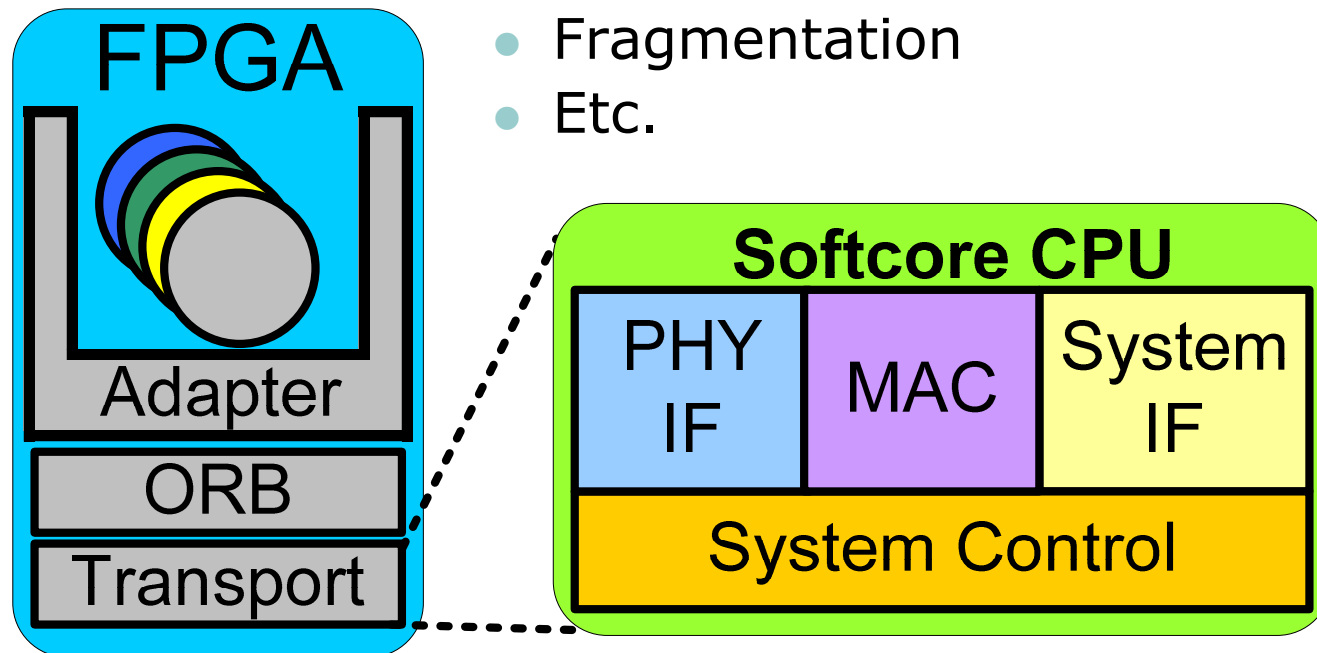 FPGA
Adapter
ORB
Transport
Fragmentation
Etc.
Softcore CPU
PHY
IF
MAC
System
IF
System Control